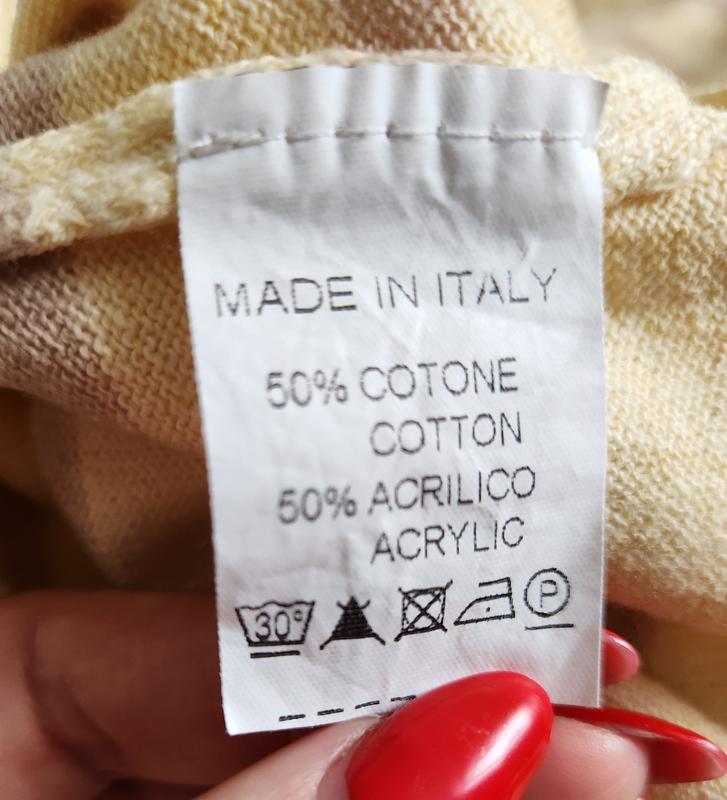 MADE IN ITALY
50% COTONE
COTTON
50% ACRILICO
ACRYLIC
30° P